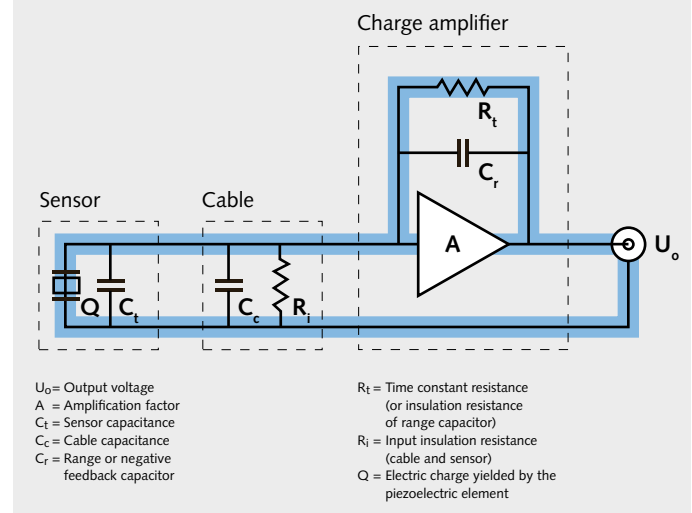 Charge amplifier
Rt
Cr
Sensor
Cable
A
Uo
Q
Ct
Cc
Ri
Uo= Output voltage
A = Amplification factor
Ct = Sensor capacitance
Cc = Cable capacitance
Cr = Range or negative
feedback capacitor
Rt = Time constant resistance
(or insulation resistance
of range capacitor)
Ri = Input insulation resistance
(cable and sensor)
Q = Electric charge yielded by the
piezoelectric element